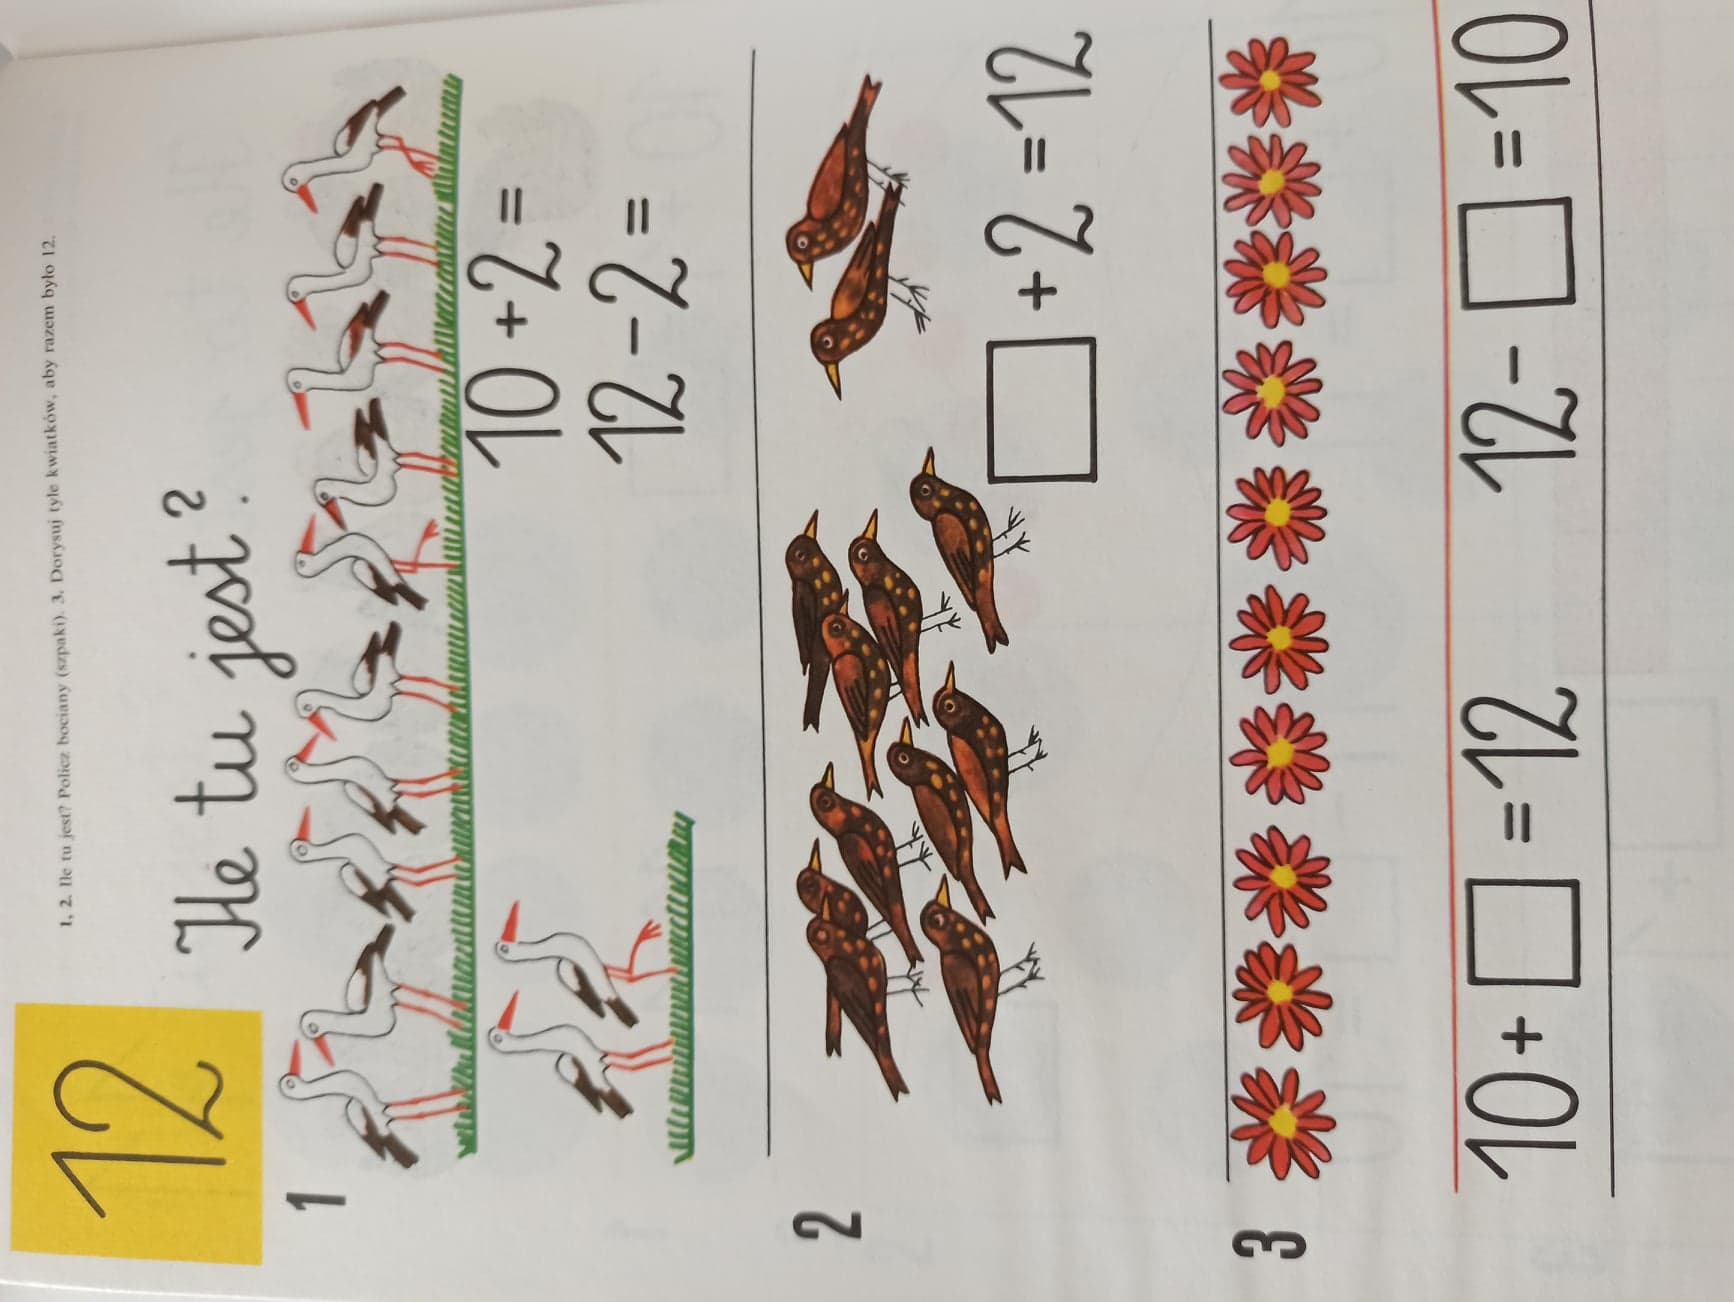 1, 2. Ile tu jest? Policz bociany (szpaki). 3. Dorysuj tyle kwiatków, aby razem było 12.
12
Ile tu jest?
1
10 + 2 =
12 - 2 =
2
□ + 2 = 12
3
10 + □ = 12 12 - □ = 10